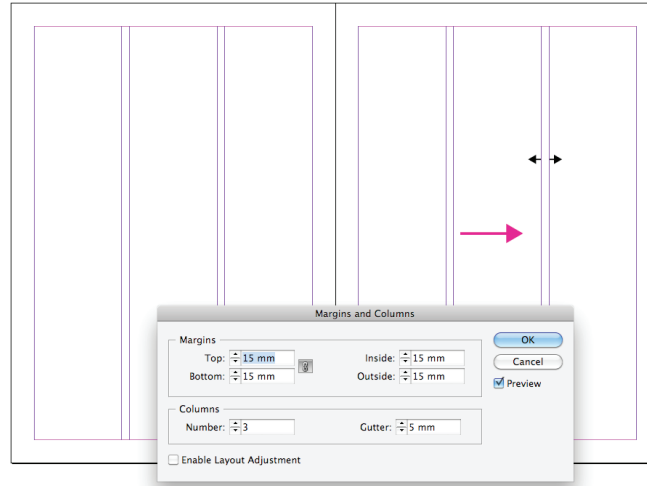 Margins and Columns
Margins
Top: 15 mm
Bottom: 15 mm
Inside: 15 mm
Outside: 15 mm
Columns
Number: 3
Gutter: 5 mm
Enable Layout Adjustment
OK
Cancel
Preview